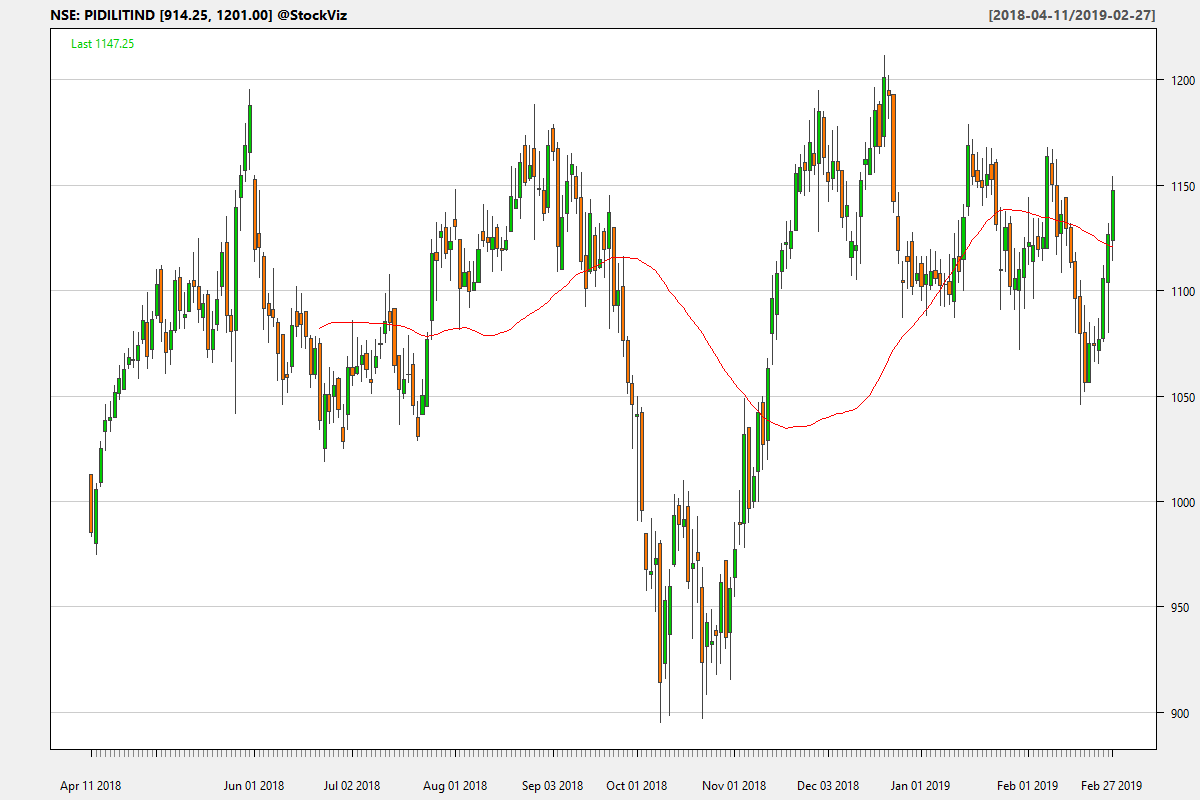 NSE: PIDILITIND [914.25, 1201.00] @StockViz
[2018-04-11/2019-02-27]
Last 1147.25
1200
1150
1100
1050
1000
950
900
Apr 11 2018
Jun 01 2018
Jul 02 2018
Aug 01 2018
Sep 03 2018
Oct 01 2018
Nov 01 2018
Dec 03 2018
Jan 01 2019
Feb 01 2019
Feb 27 2019